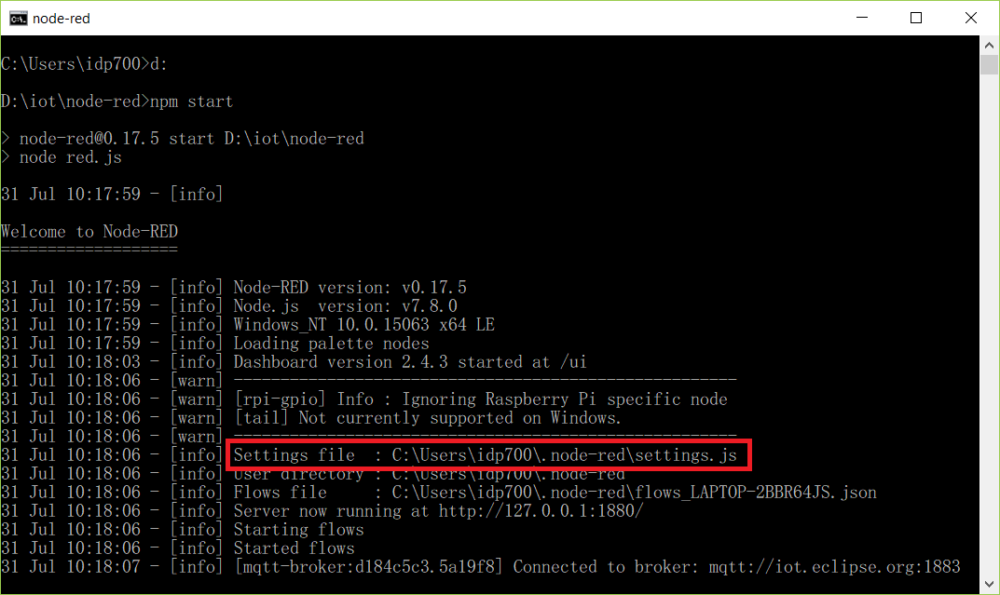 node-red
C:\Users\idp700>d:
D:\iot\node-red>npm start
> node-red@0.17.5 start D:\iot\node-red
> node red.js
31 Jul 10:17:59 - [info]
Welcome to Node-RED
===================
31 Jul 10:17:59 - [info] Node-RED version: v0.17.5
31 Jul 10:17:59 - [info] Node.js  version: v7.8.0
31 Jul 10:17:59 - [info] Windows_NT 10.0.15063 x64 LE
31 Jul 10:17:59 - [info] Loading palette nodes
31 Jul 10:18:03 - [info] Dashboard version 2.4.3 started at /ui
31 Jul 10:18:06 - [warn] ------------------------------------------------------
31 Jul 10:18:06 - [warn] [rpi-gpio] Info : Ignoring Raspberry Pi specific node
31 Jul 10:18:06 - [warn] [tail] Not currently supported on Windows.
31 Jul 10:18:06 - [warn] ------------------------------------------------------
31 Jul 10:18:06 - [info] Settings file  : C:\Users\idp700\.node-red\settings.js
31 Jul 10:18:06 - [info] User directory : C:\Users\idp700\.node-red
31 Jul 10:18:06 - [info] Flows file     : C:\Users\idp700\.node-red\flows_LAPTOP-2BBR64JS.json
31 Jul 10:18:06 - [info] Server now running at http://127.0.0.1:1880/
31 Jul 10:18:06 - [info] Starting flows
31 Jul 10:18:06 - [info] Started flows
31 Jul 10:18:07 - [info] [mqtt-broker:d184c5c3.5a19f8] Connected to broker: mqtt://iot.eclipse.org:1883